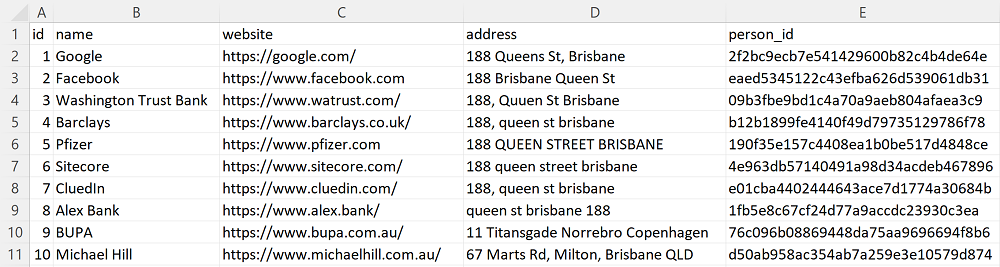 A B C D E
1 id name website address person_id
2 1 Google https://google.com/ 188 Queens St, Brisbane 2f2bc9ecb7e541429600b82c4b4de64e
3 2 Facebook https://www.facebook.com 188 Brisbane Queen St eaed5345122c43efba626d539061db31
4 3 Washington Trust Bank https://www.watrust.com/ 188, Quuen St Brisbane 09b3fbe9bd1c4a70a9aeb804afaea3c9
5 4 Barclays https://www.barclays.co.uk/ 188, queen st brisbane b12b1899fe4140f49d79735129786f78
6 5 Pfizer https://www.pfizer.com 188 QUEEN STREET BRISBANE 190f35e157c4408ea1b0be517d4848ce
7 6 Sitecore https://www.sitecore.com/ 188 queen street brisbane 4e963db57140491a98d34acdeb467896
8 7 CluedIn https://www.cluedin.com/ 188, queen st brisbane e01cba4402444643ace7d1774a30684b
9 8 Alex Bank https://www.alex.bank/ queen st brisbane 188 1fb5e8c67cf24d77a9accdc23930c3ea
10 9 BUPA https://www.bupa.com.au/ 11 Titansgade Norrebro Copenhagen 76c096b08869448da75aa9696694f8b6
11 10 Michael Hill https://www.michaelhill.com.au/ 67 Marts Rd, Milton, Brisbane QLD d50ab958ac354ab7a259e3e10579d874